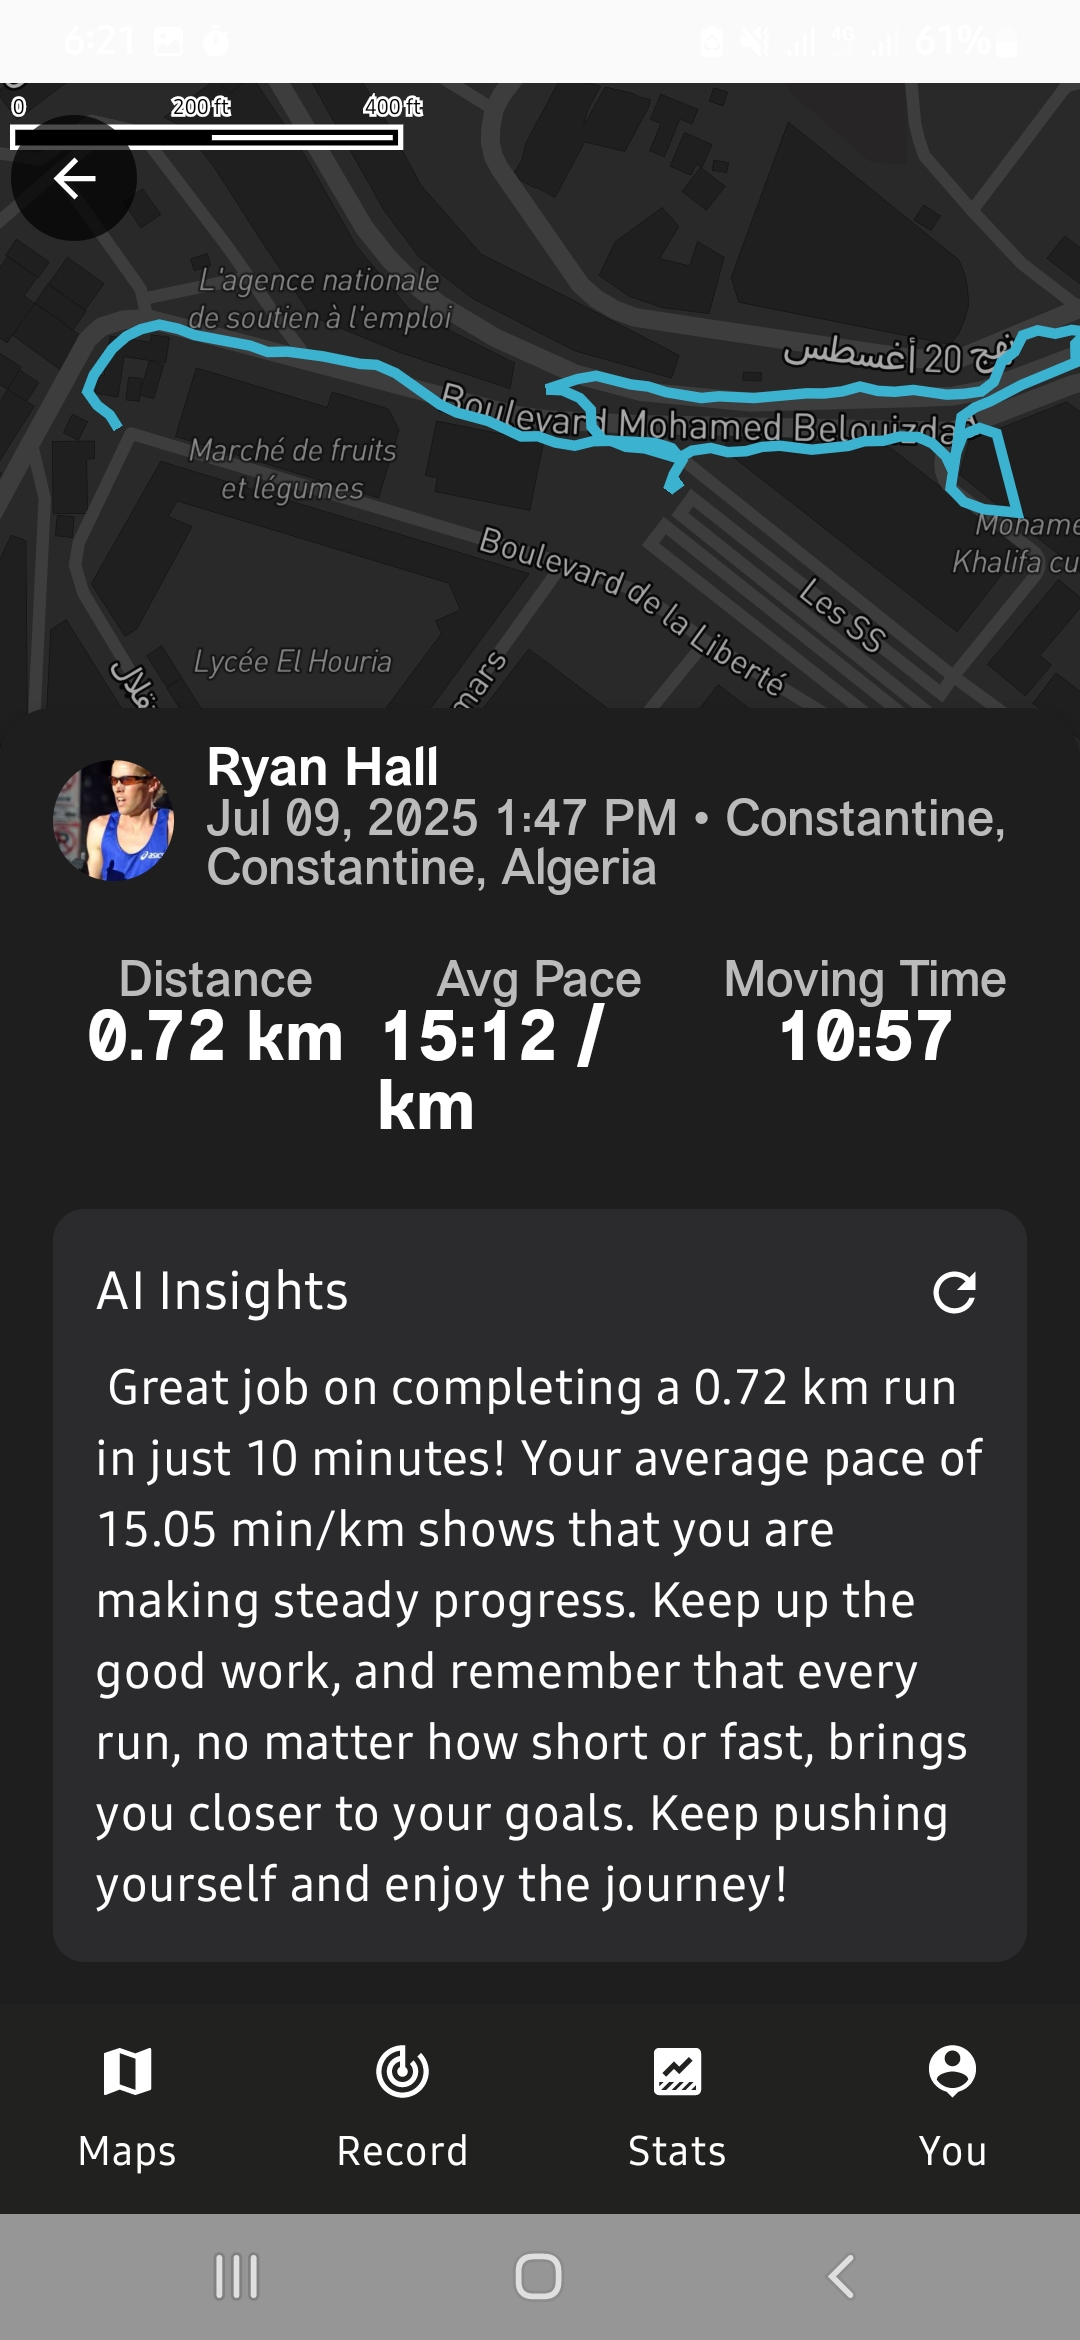 6:21
4G
61%
0 200 ft 400 ft
L'agence nationale
de soutien à l'emploi
نهج 20 أغسطس
Boulevard Mohamed Belouizdad
Marché de fruits
et légumes
Mohame
Khalifa cu
Boulevard de la Liberté
Les SS
Lycée El Houria
mars
Ryan Hall
Jul 09, 2025 1:47 PM • Constantine,
Constantine, Algeria
Distance Avg Pace Moving Time
0.72 km 15:12 / 10:57
km
AI Insights
Great job on completing a 0.72 km run
in just 10 minutes! Your average pace of
15.05 min/km shows that you are
making steady progress. Keep up the
good work, and remember that every
run, no matter how short or fast, brings
you closer to your goals. Keep pushing
yourself and enjoy the journey!
Maps Record Stats You